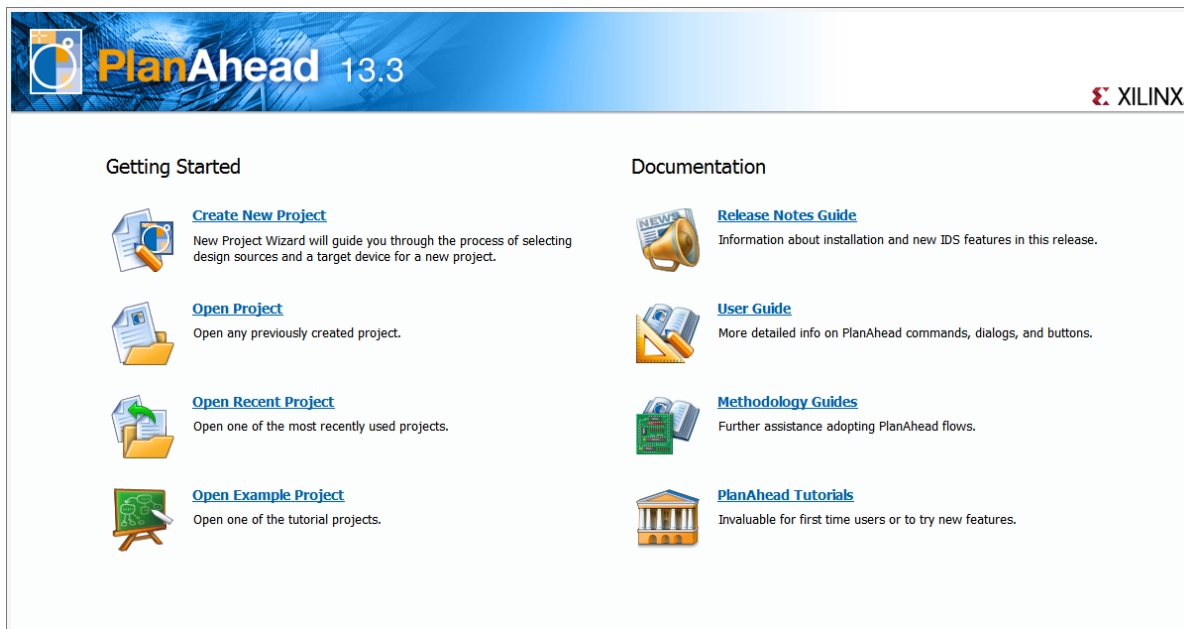 PlanAhead 13.3
XILINX
Getting Started
Create New Project
New Project Wizard will guide you through the process of selecting
design sources and a target device for a new project.
Open Project
Open any previously created project.
Open Recent Project
Open one of the most recently used projects.
Open Example Project
Open one of the tutorial projects.
Documentation
Release Notes Guide
Information about installation and new IDS features in this release.
User Guide
More detailed info on PlanAhead commands, dialogs, and buttons.
Methodology Guides
Further assistance adopting PlanAhead flows.
PlanAhead Tutorials
Invaluable for first time users or to try new features.
NEWS